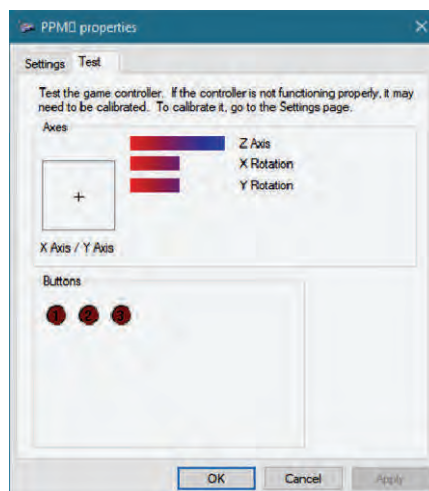 PPM▯ properties
Settings Test
Test the game controller. If the controller is not functioning properly, it may
need to be calibrated. To calibrate it, go to the Settings page.
Axes
Z Axis
X Rotation
Y Rotation
X Axis / Y Axis
Buttons
1 2 3
OK Cancel Apply